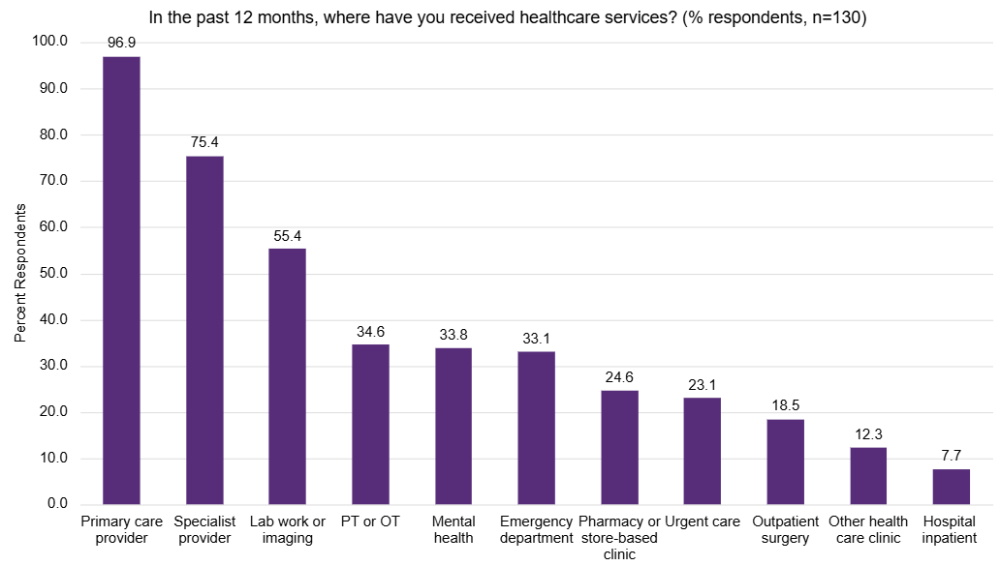 In the past 12 months, where have you received healthcare services? (% respondents, n=130)
Percent Respondents
100.0
90.0
80.0
70.0
60.0
50.0
40.0
30.0
20.0
10.0
0.0
96.9
75.4
55.4
34.6
33.8
33.1
24.6
23.1
18.5
12.3
7.7
Primary care
provider
Specialist
provider
Lab work or
imaging
PT or OT
Mental
health
Emergency
department
Pharmacy or
store-based
clinic
Urgent care
Outpatient
surgery
Other health
care clinic
Hospital
inpatient